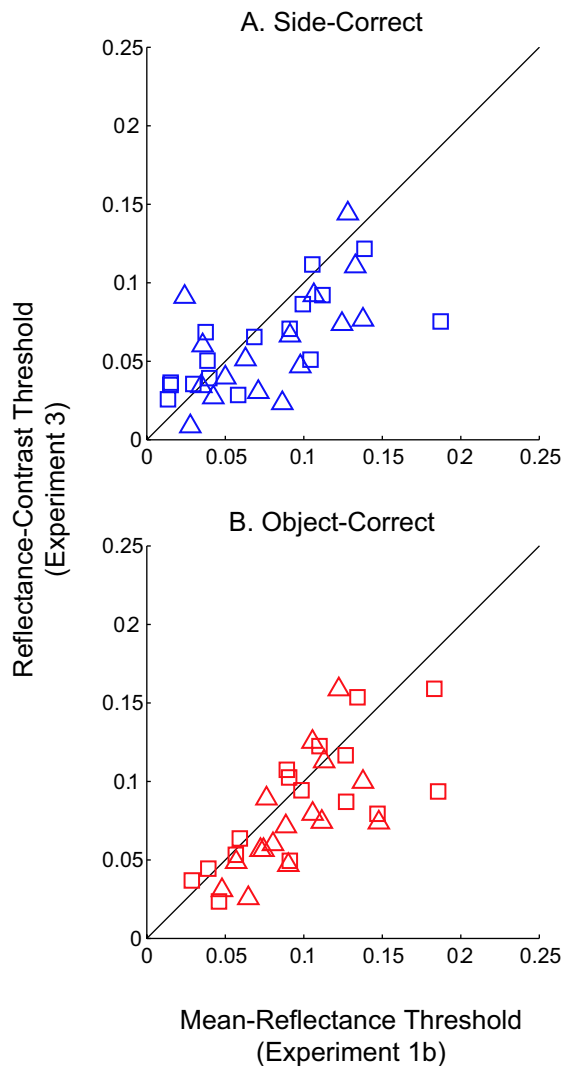 A. Side-Correct
0.25
0.2
0.15
0.1
0.05
0
0 0.05 0.1 0.15 0.2 0.25
Reflectance-Contrast Threshold
(Experiment 3)
B. Object-Correct
0.25
0.2
0.15
0.1
0.05
0
0 0.05 0.1 0.15 0.2 0.25
Mean-Reflectance Threshold
(Experiment 1b)